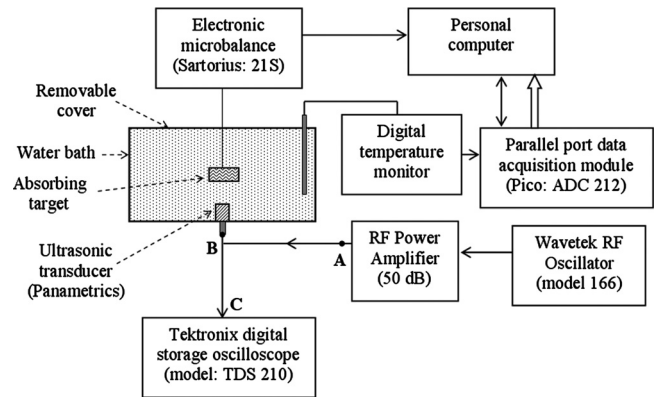 Electronic
microbalance
(Sartorius: 21S)
Personal
computer
Removable
cover
Water bath
Absorbing
target
Digital
temperature
monitor
Parallel port data
acquisition module
(Pico: ADC 212)
Ultrasonic
transducer
(Panametrics)
B
A
RF Power
Amplifier
(50 dB)
Wavetek RF
Oscillator
(model 166)
C
Tektronix digital
storage oscilloscope
(model: TDS 210)